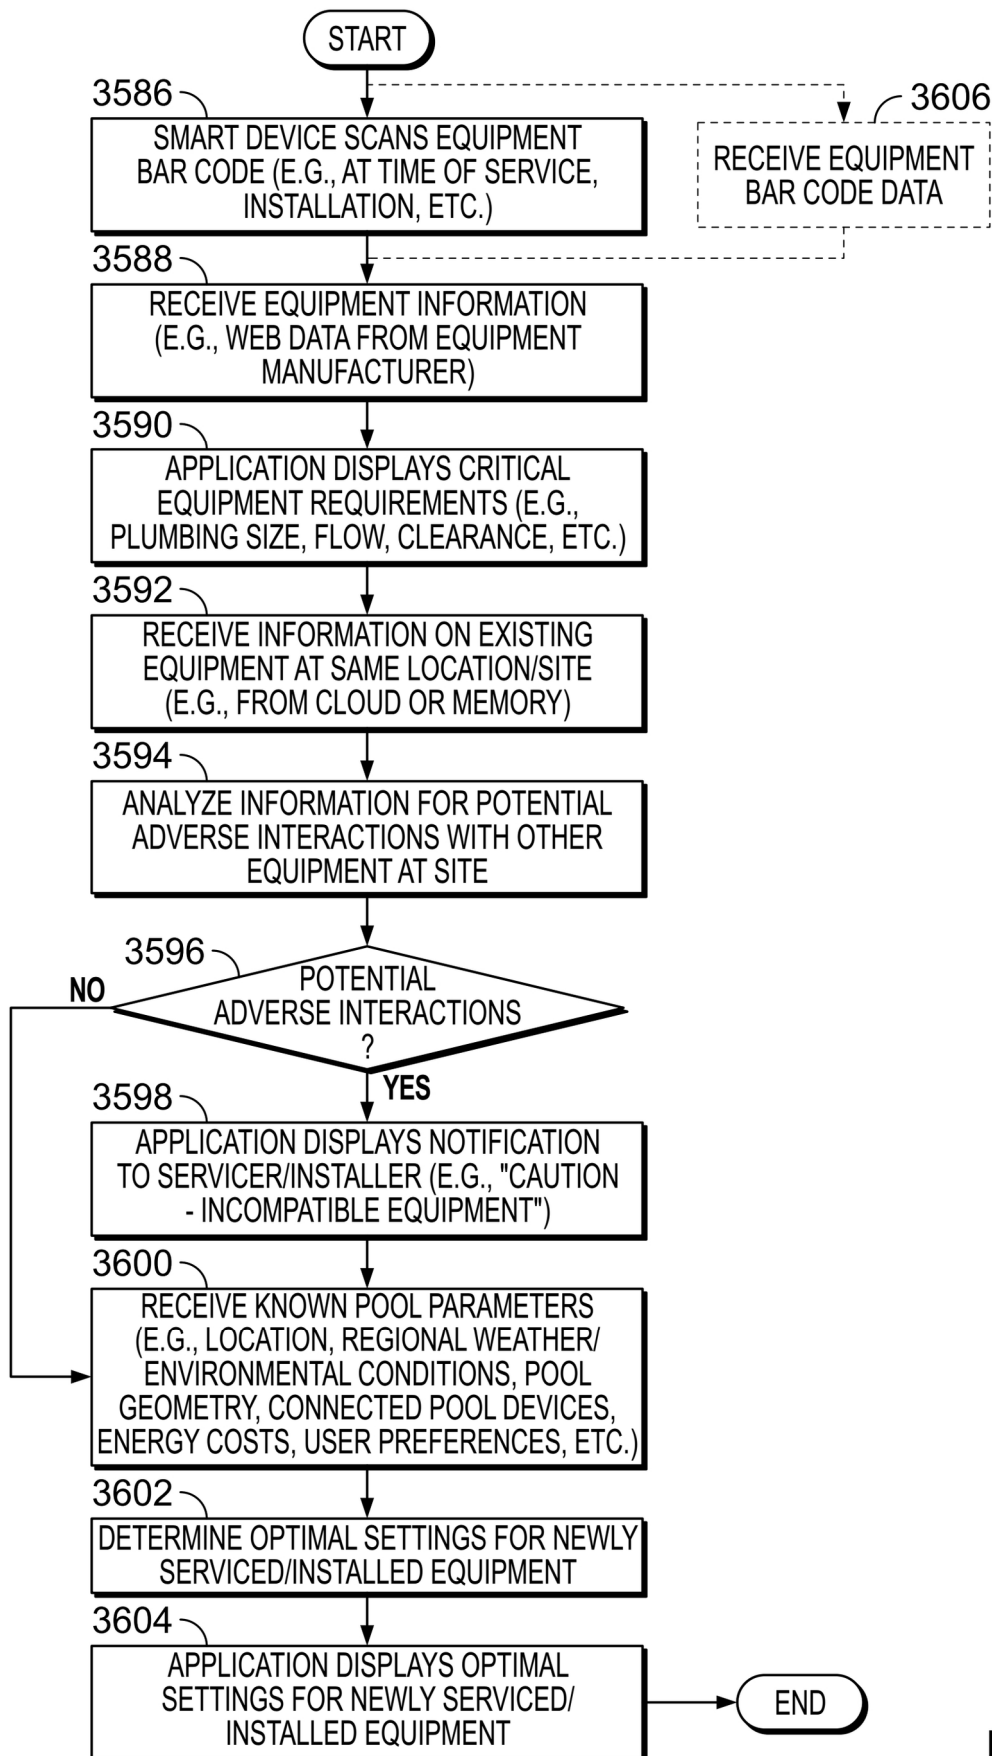 START
3586
SMART DEVICE SCANS EQUIPMENT
BAR CODE (E.G., AT TIME OF SERVICE,
INSTALLATION, ETC.)
3606
RECEIVE EQUIPMENT
BAR CODE DATA
3588
RECEIVE EQUIPMENT INFORMATION
(E.G., WEB DATA FROM EQUIPMENT
MANUFACTURER)
3590
APPLICATION DISPLAYS CRITICAL
EQUIPMENT REQUIREMENTS (E.G.,
PLUMBING SIZE, FLOW, CLEARANCE, ETC.)
3592
RECEIVE INFORMATION ON EXISTING
EQUIPMENT AT SAME LOCATION/SITE
(E.G., FROM CLOUD OR MEMORY)
3594
ANALYZE INFORMATION FOR POTENTIAL
ADVERSE INTERACTIONS WITH OTHER
EQUIPMENT AT SITE
3596
POTENTIAL
ADVERSE INTERACTIONS
?
NO
YES
3598
APPLICATION DISPLAYS NOTIFICATION
TO SERVICER/INSTALLER (E.G., "CAUTION
- INCOMPATIBLE EQUIPMENT")
3600
RECEIVE KNOWN POOL PARAMETERS
(E.G., LOCATION, REGIONAL WEATHER/
ENVIRONMENTAL CONDITIONS, POOL
GEOMETRY, CONNECTED POOL DEVICES,
ENERGY COSTS, USER PREFERENCES, ETC.)
3602
DETERMINE OPTIMAL SETTINGS FOR NEWLY
SERVICED/INSTALLED EQUIPMENT
3604
APPLICATION DISPLAYS OPTIMAL
SETTINGS FOR NEWLY SERVICED/
INSTALLED EQUIPMENT
END